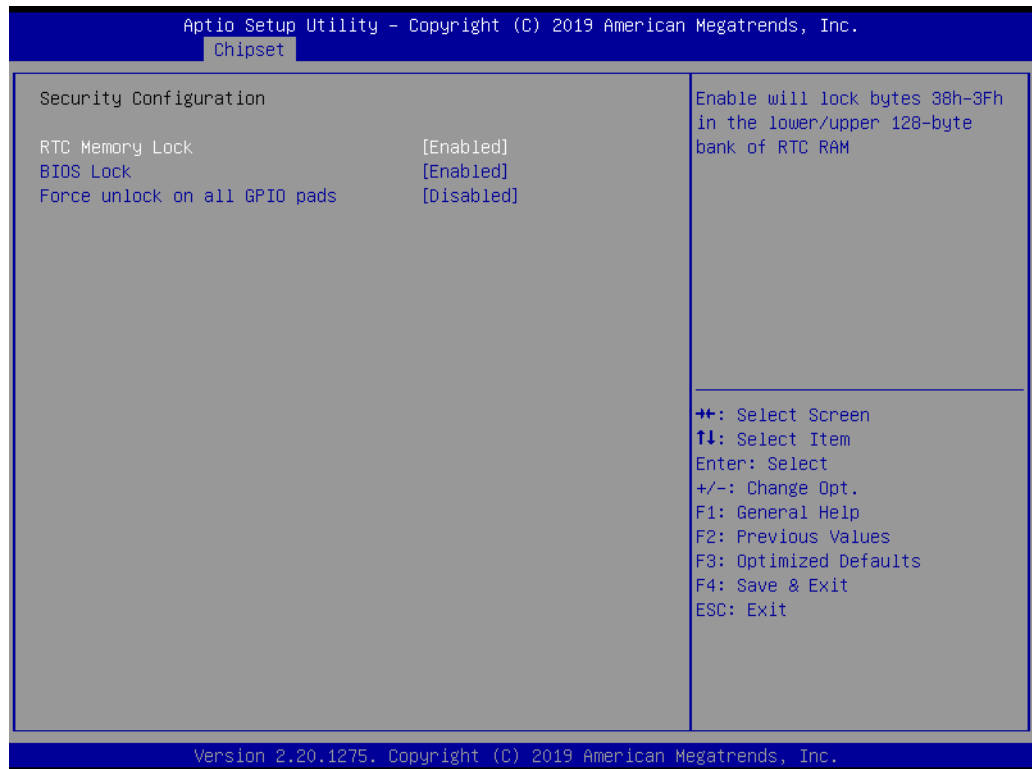 Aptio Setup Utility – Copyright (C) 2019 American Megatrends, Inc.
Chipset
Security Configuration
RTC Memory Lock [Enabled]
BIOS Lock [Enabled]
Force unlock on all GPIO pads [Disabled]
Enable will lock bytes 38h-3Fh
in the lower/upper 128-byte
bank of RTC RAM
→←: Select Screen
↑↓: Select Item
Enter: Select
+/-: Change Opt.
F1: General Help
F2: Previous Values
F3: Optimized Defaults
F4: Save & Exit
ESC: Exit
Version 2.20.1275. Copyright (C) 2019 American Megatrends, Inc.